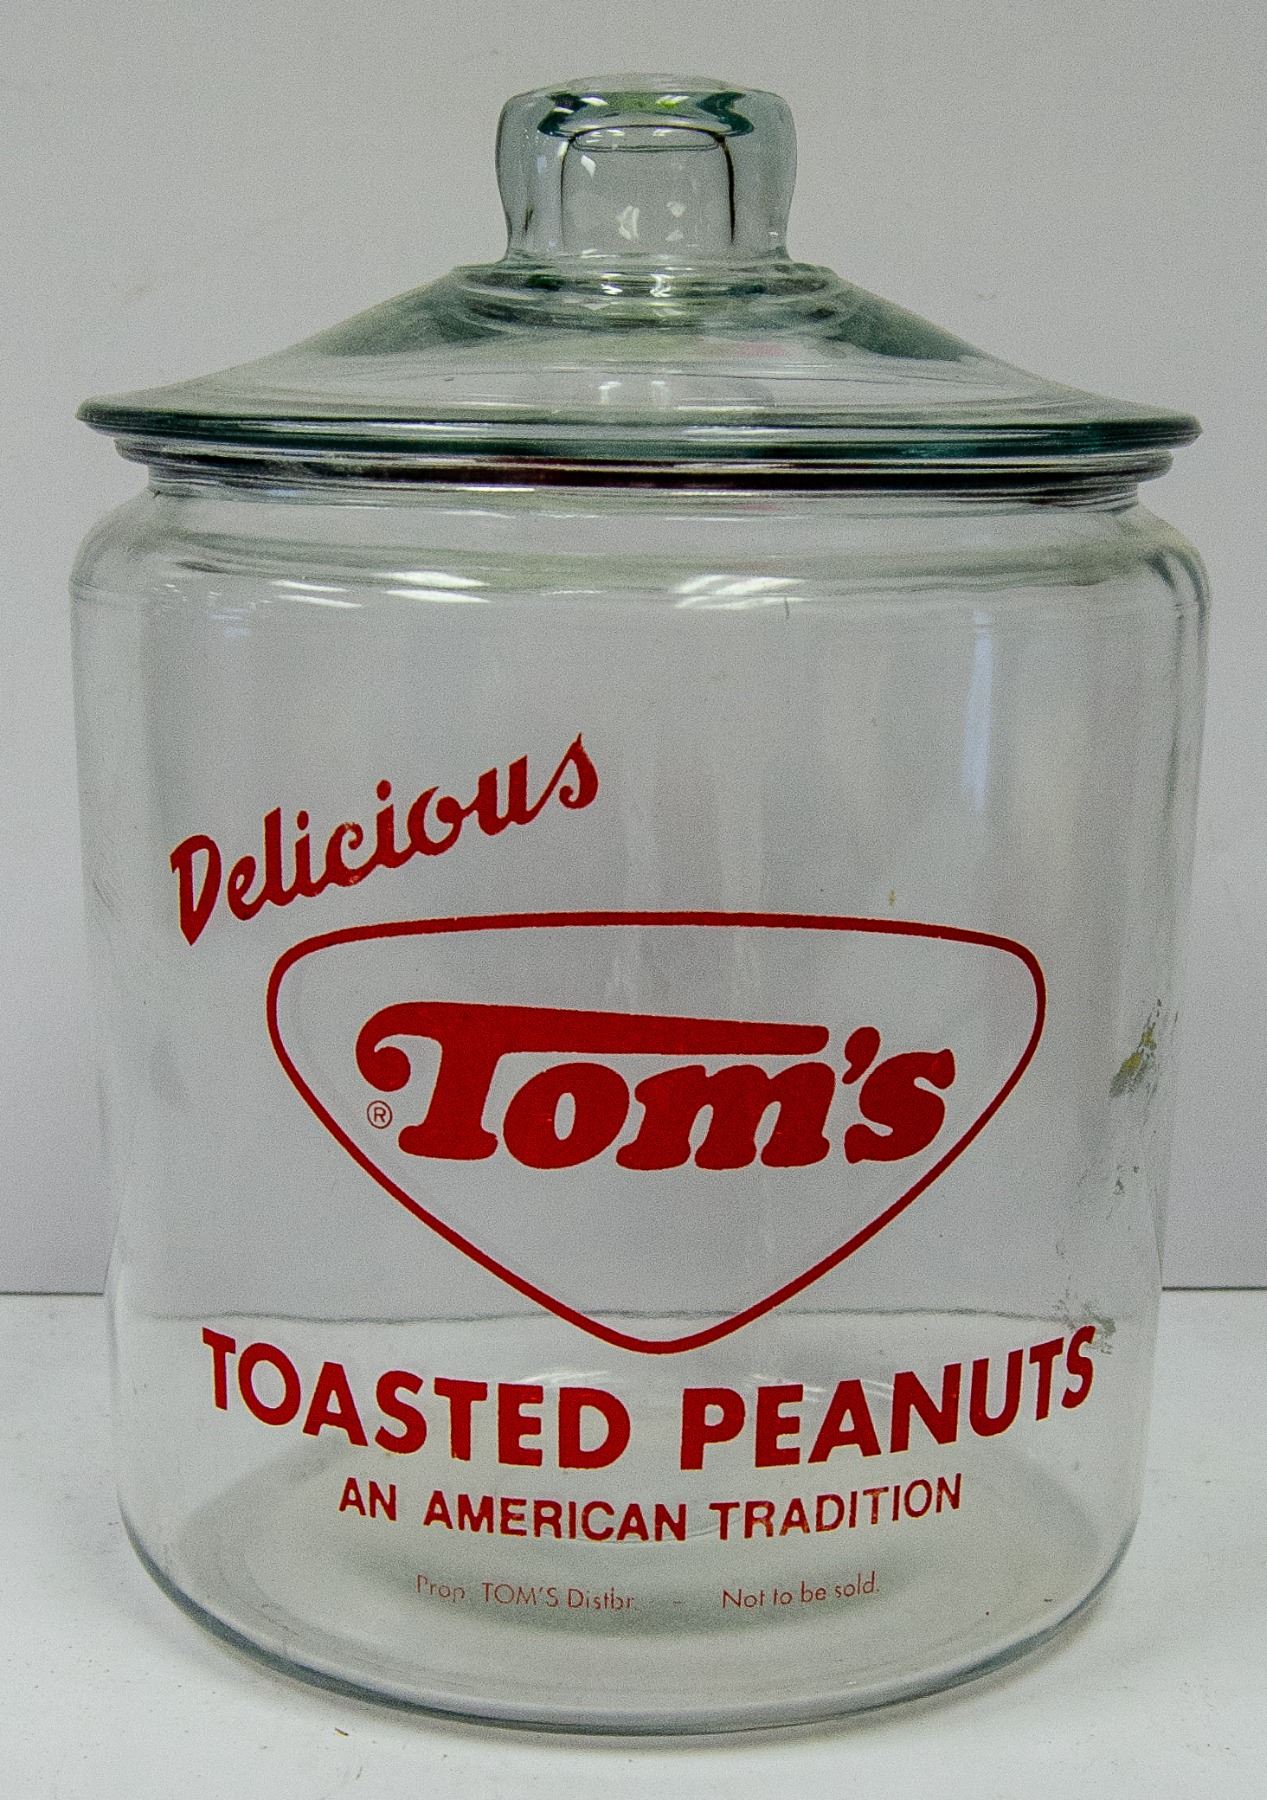 Delicious
Tom's
®
TOASTED PEANUTS
AN AMERICAN TRADITION
Prop. TOM'S Distbr. - Not to be sold.